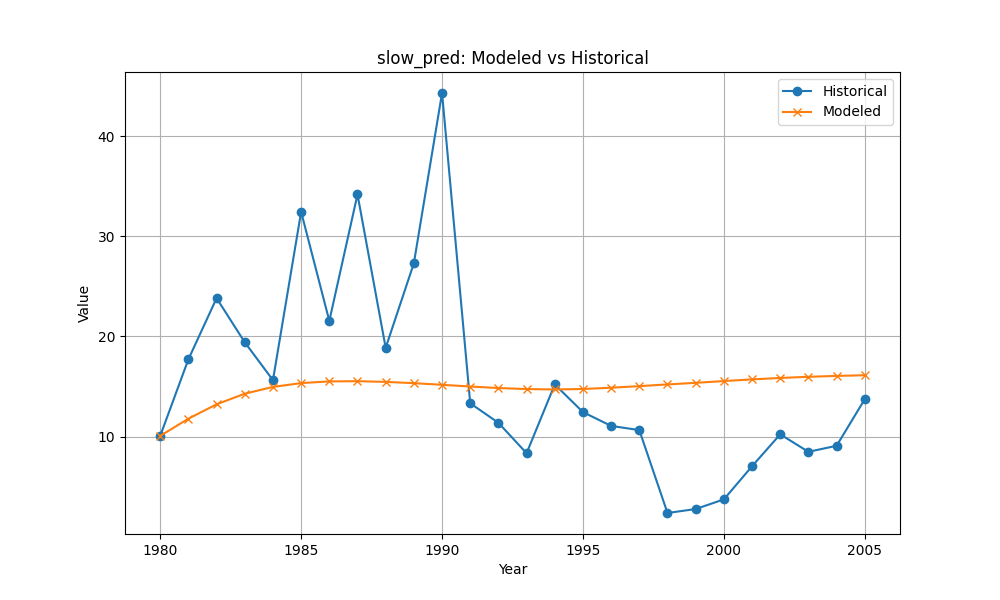 slow_pred: Modeled vs Historical
Historical
Modeled
Value
40
30
20
10
1980 1985 1990 1995 2000 2005
Year